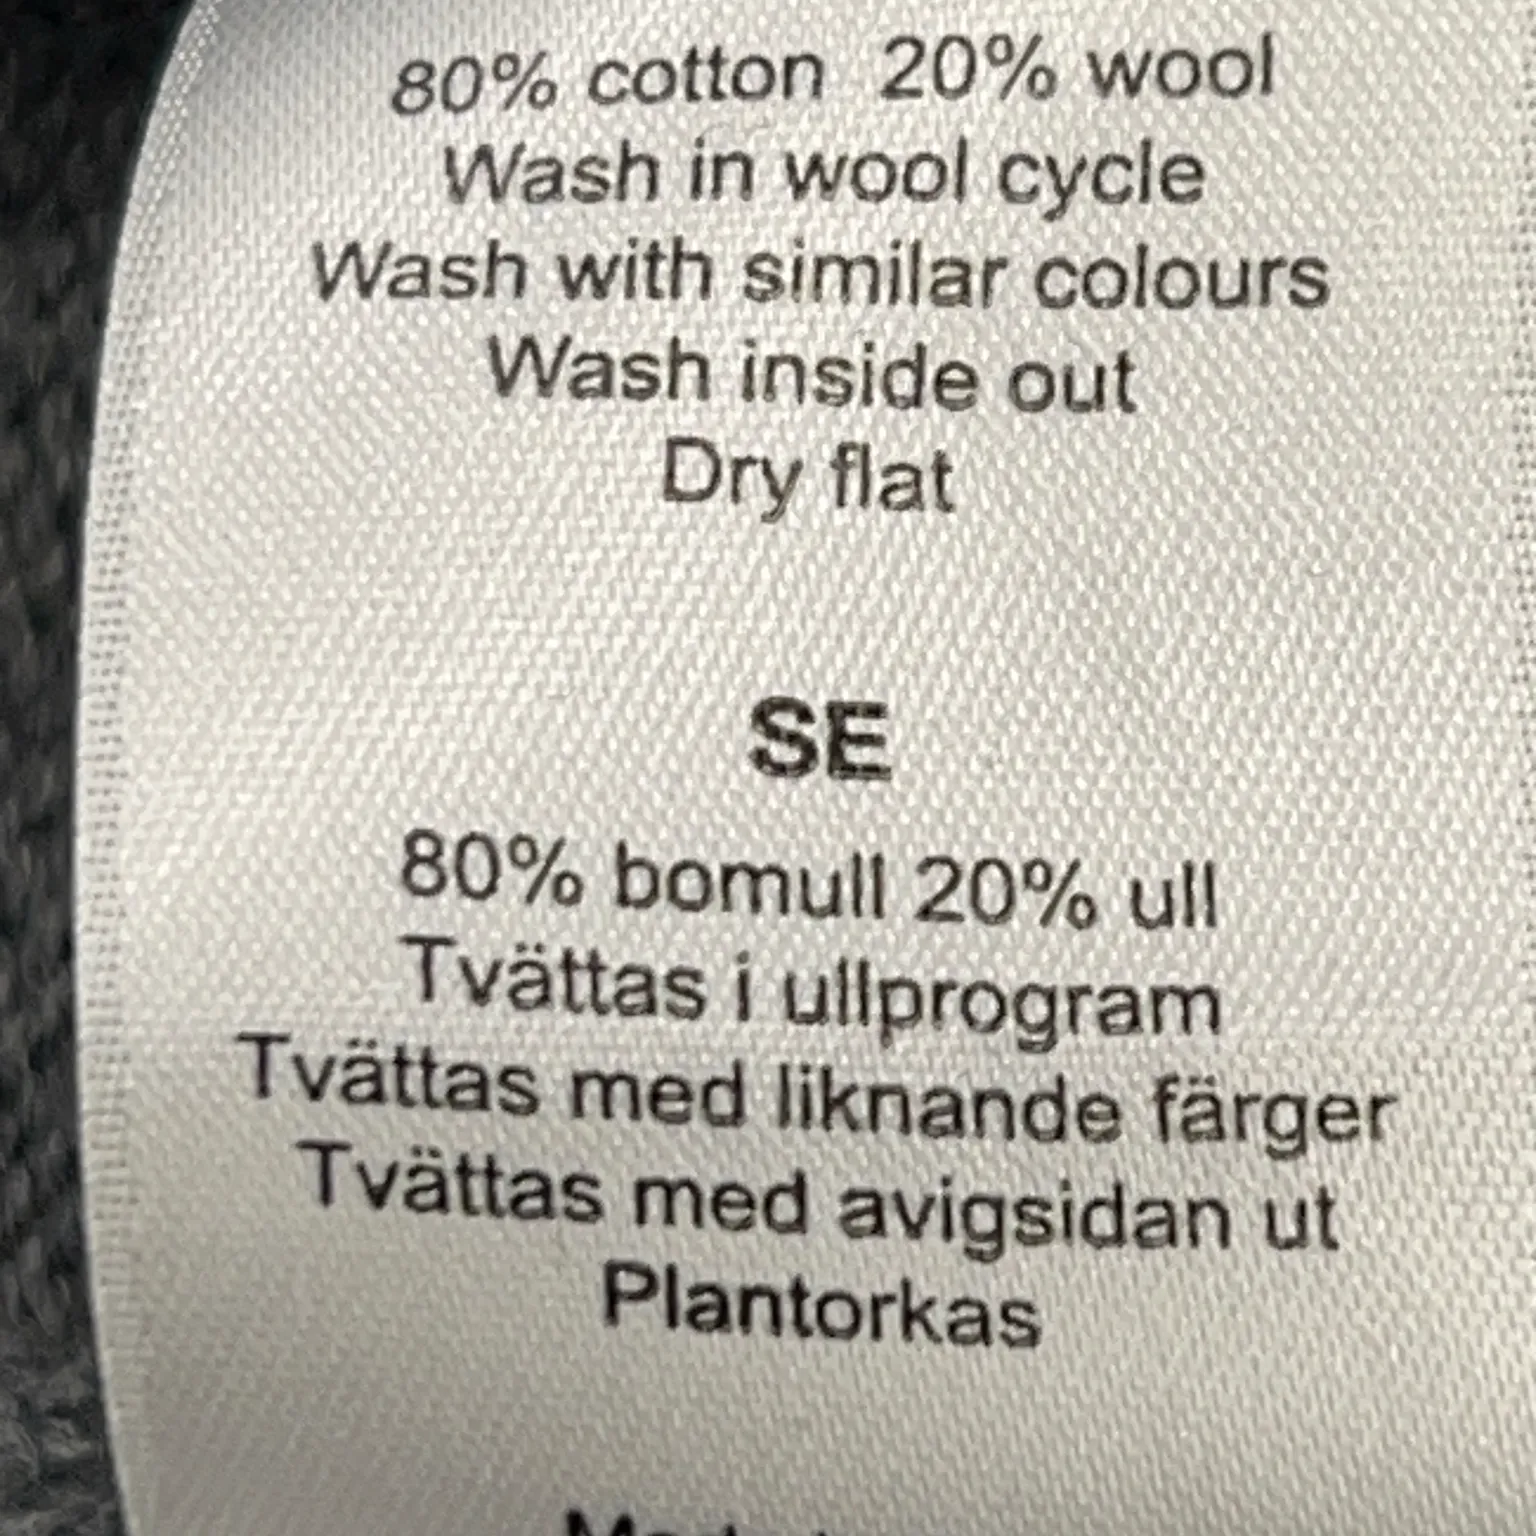 80% cotton 20% wool
Wash in wool cycle
Wash with similar colours
Wash inside out
Dry flat
SE
80% bomull 20% ull
Tvättas i ullprogram
Tvättas med liknande färger
Tvättas med avigsidan ut
Plantorkas